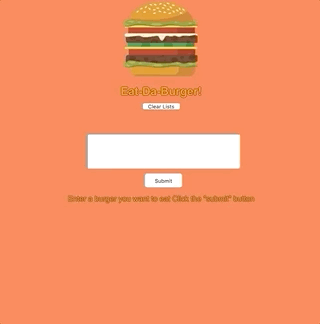 Eat-Da-Burger!
Clear Lists
Submit
Enter a burger you want to eat Click the "submit" button